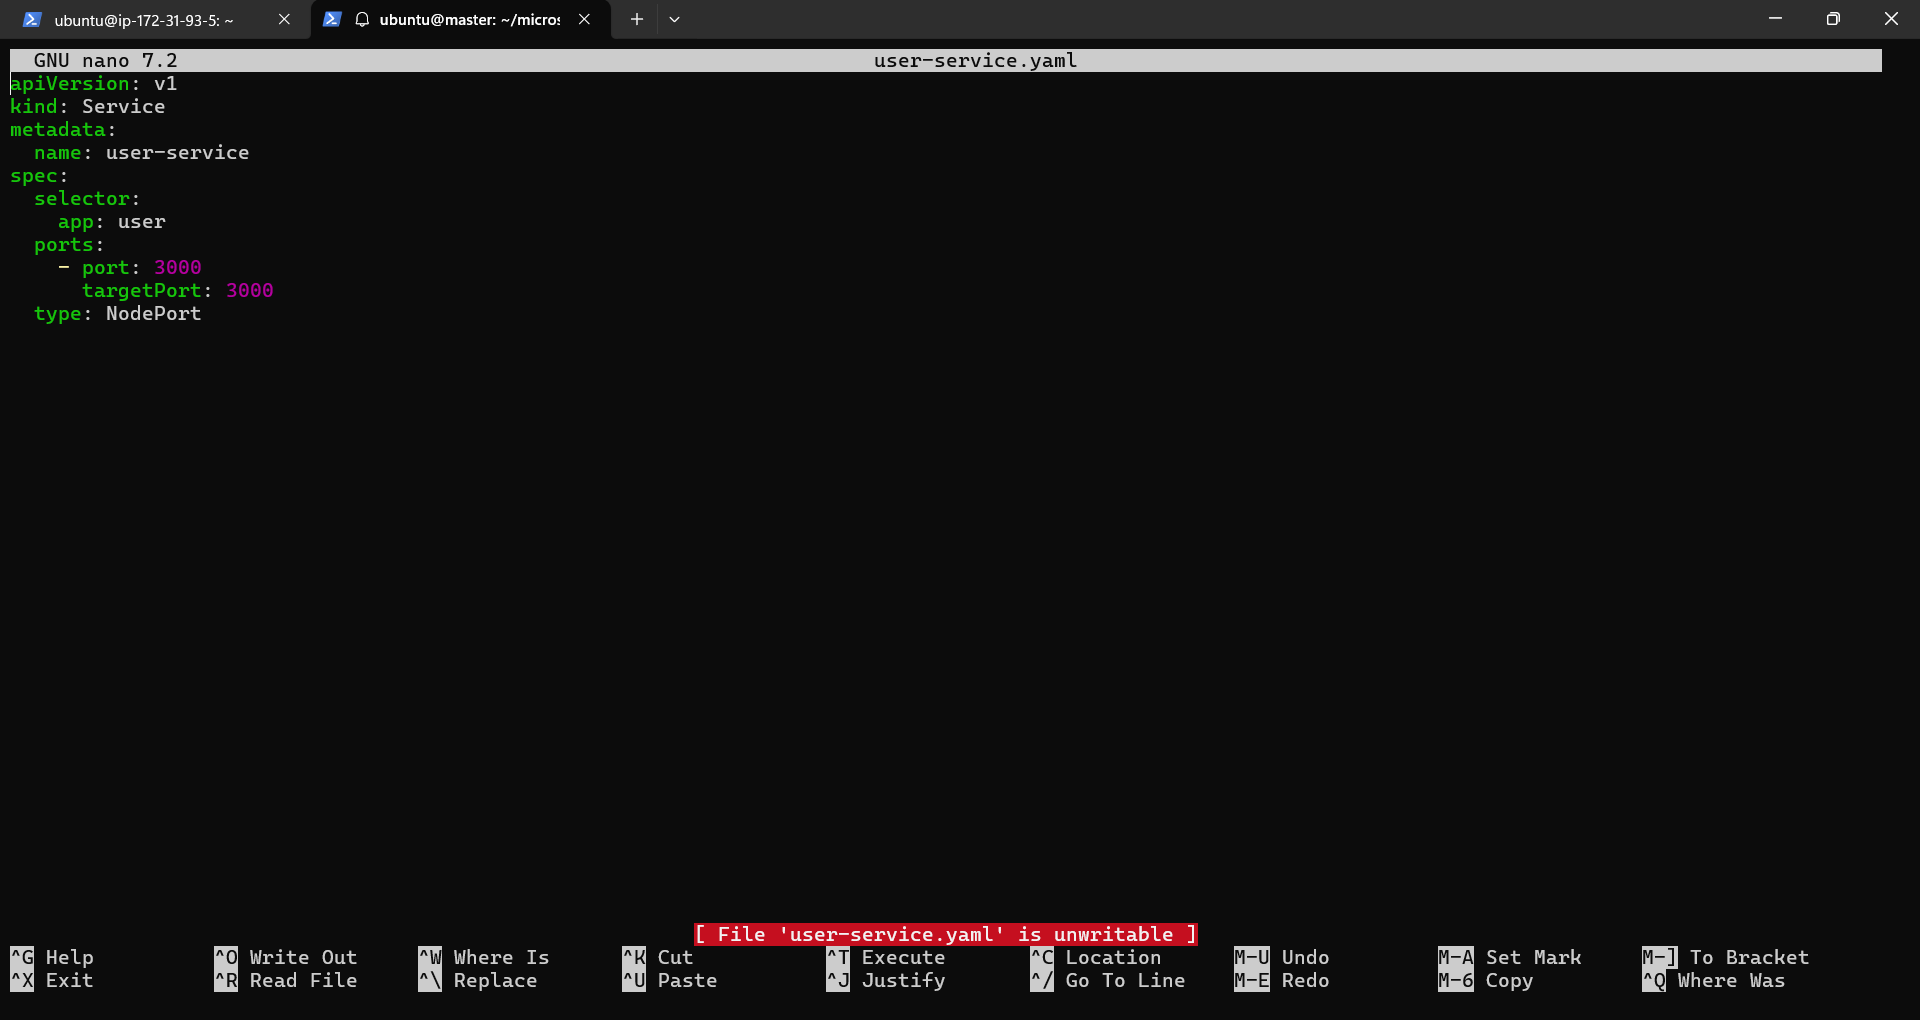 ubuntu@ip-172-31-93-5: ~ ubuntu@master: ~/micros
GNU nano 7.2 user-service.yaml
apiVersion: v1
kind: Service
metadata:
  name: user-service
spec:
  selector:
    app: user
  ports:
    - port: 3000
      targetPort: 3000
  type: NodePort
[ File 'user-service.yaml' is unwritable ]
^G Help ^O Write Out ^W Where Is ^K Cut ^T Execute ^C Location M-U Undo M-A Set Mark M-] To Bracket
^X Exit ^R Read File ^\ Replace ^U Paste ^J Justify ^/ Go To Line M-E Redo M-6 Copy ^Q Where Was